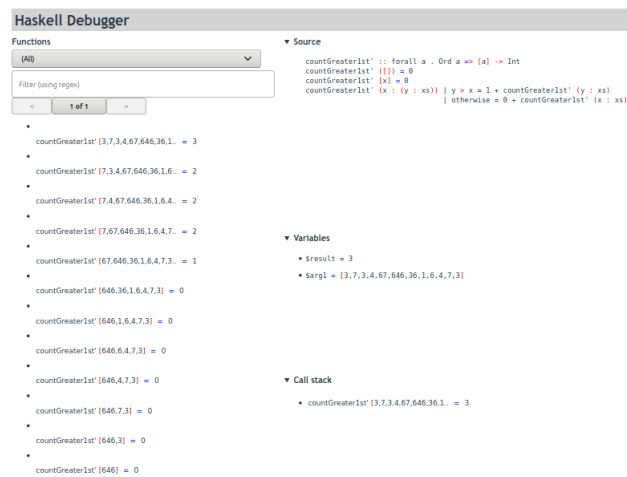 Haskell Debugger
Functions
(All)
Filter (using regex)
< 1 of 1 >
countGreater1st' [3,7,3,4,67,646,36,1.. = 3
countGreater1st' [7,3,4,67,646,36,1,6.. = 2
countGreater1st' [7,4,67,646,36,1,6,4.. = 2
countGreater1st' [7,67,646,36,1,6,4,7.. = 2
countGreater1st' [67,646,36,1,6,4,7,3.. = 1
countGreater1st' [646,36,1,6,4,7,3] = 0
countGreater1st' [646,1,6,4,7,3] = 0
countGreater1st' [646,6,4,7,3] = 0
countGreater1st' [646,4,7,3] = 0
countGreater1st' [646,7,3] = 0
countGreater1st' [646,3] = 0
countGreater1st' [646] = 0
▼ Source
countGreater1st' :: forall a . Ord a => [a] -> Int
countGreater1st' ([]) = 0
countGreater1st' [x] = 0
countGreater1st' (x : (y : xs)) | y > x = 1 + countGreater1st' (y : xs)
| otherwise = 0 + countGreater1st' (x : xs)
▼ Variables
• $result = 3
• $arg1 = [3,7,3,4,67,646,36,1,6,4,7,3]
▼ Call stack
• countGreater1st' [3,7,3,4,67,646,36,1.. = 3